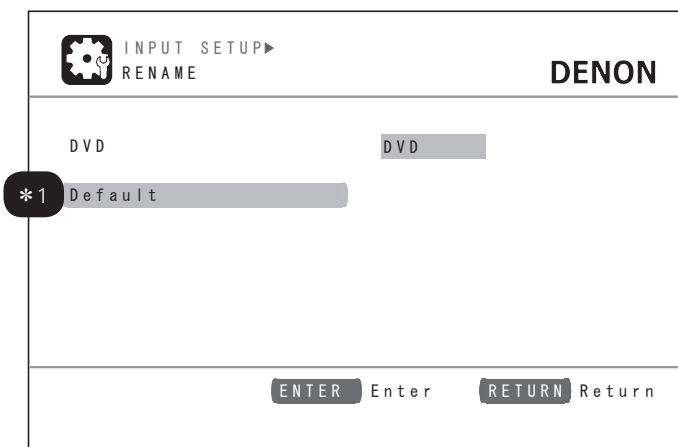 INPUT SETUP▶
RENAME
DENON
DVD DVD
*1 Default
ENTER Enter RETURN Return